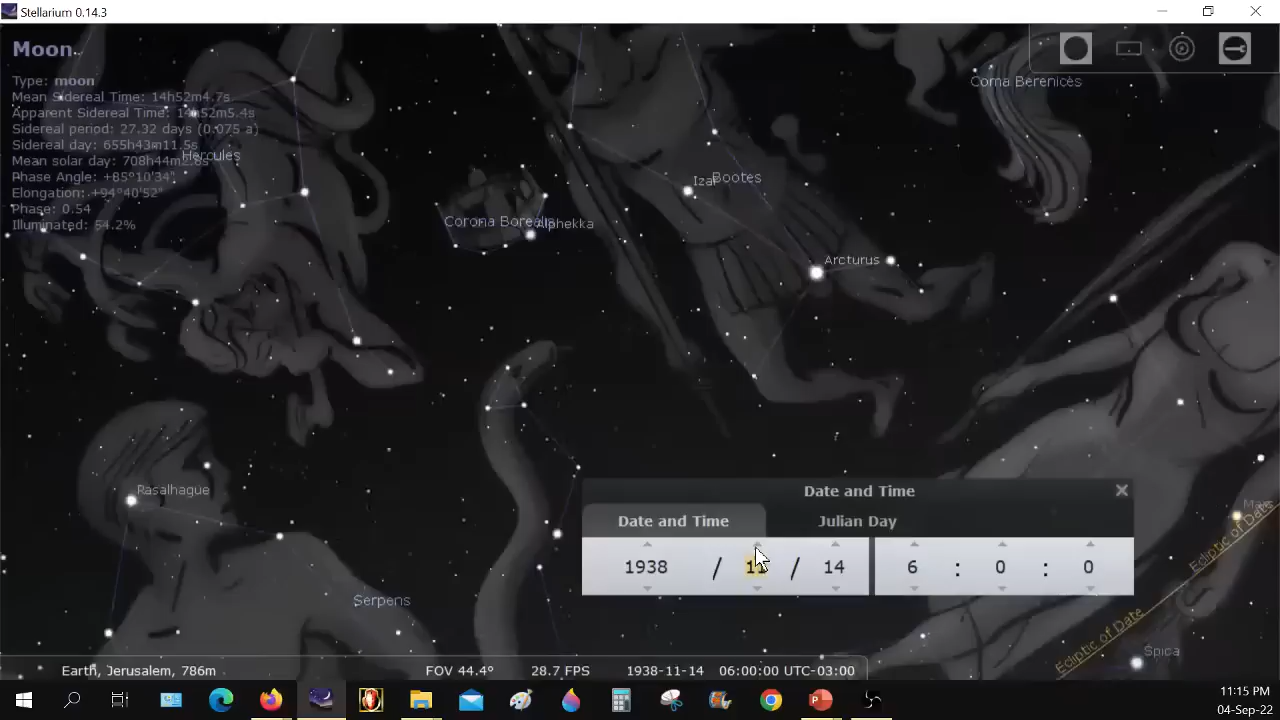 Stellarium 0.14.3
Moon
Type: moon
Mean Sidereal Time: 14h52m4.7s
Apparent Sidereal Time: 14h52m5.4s
Sidereal period: 27.32 days (0.075 a)
Sidereal day: 655h43m11.5s
Mean solar day: 708h44m2.8s
Phase Angle: +85°10'34"
Elongation: +94°40'52"
Phase: 0.54
Illuminated: 54.2%
Coma Berenices
Hercules
Izar
Bootes
Corona Borealis
Alphekka
Arcturus
Rasalhague
Serpens
Date and Time
Date and Time
Julian Day
1938 / 11 / 14
6 : 0 : 0
Ecliptic of Date
Ecliptic of Date
Spica
Earth, Jerusalem, 786m
FOV 44.4°
28.7 FPS
1938-11-14
06:00:00 UTC-03:00
11:15 PM
04-Sep-22